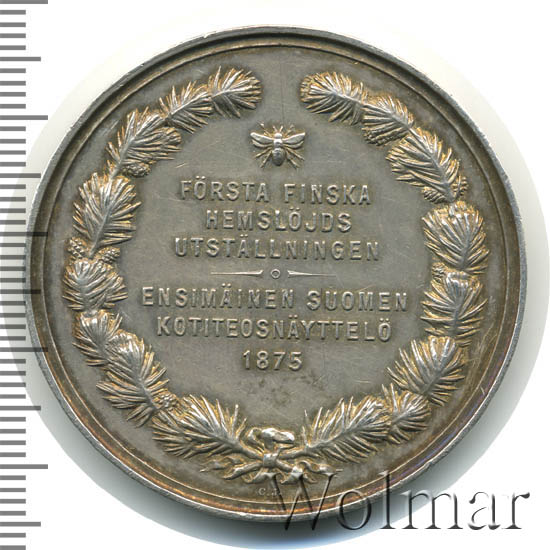 FÖRSTA FINSKA
HEMSLÖJDS
UTSTÄLLNINGEN
ENSIMÄINEN SUOMEN
KOTITEOSNÄYTTELÖ
1875
Wolmar